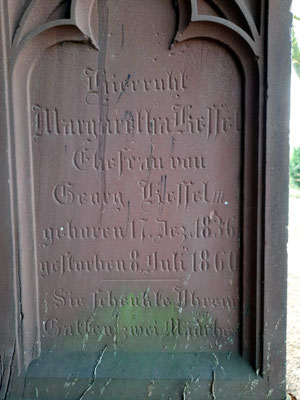 Hier ruht
Margaretha Kessel
Ehefrau von
Georg Kessel III
geboren 17. Dez. 1836
gestorben 8. Juli 1860
Sie schenkte Ihrem
Gatten zwei Mädchen